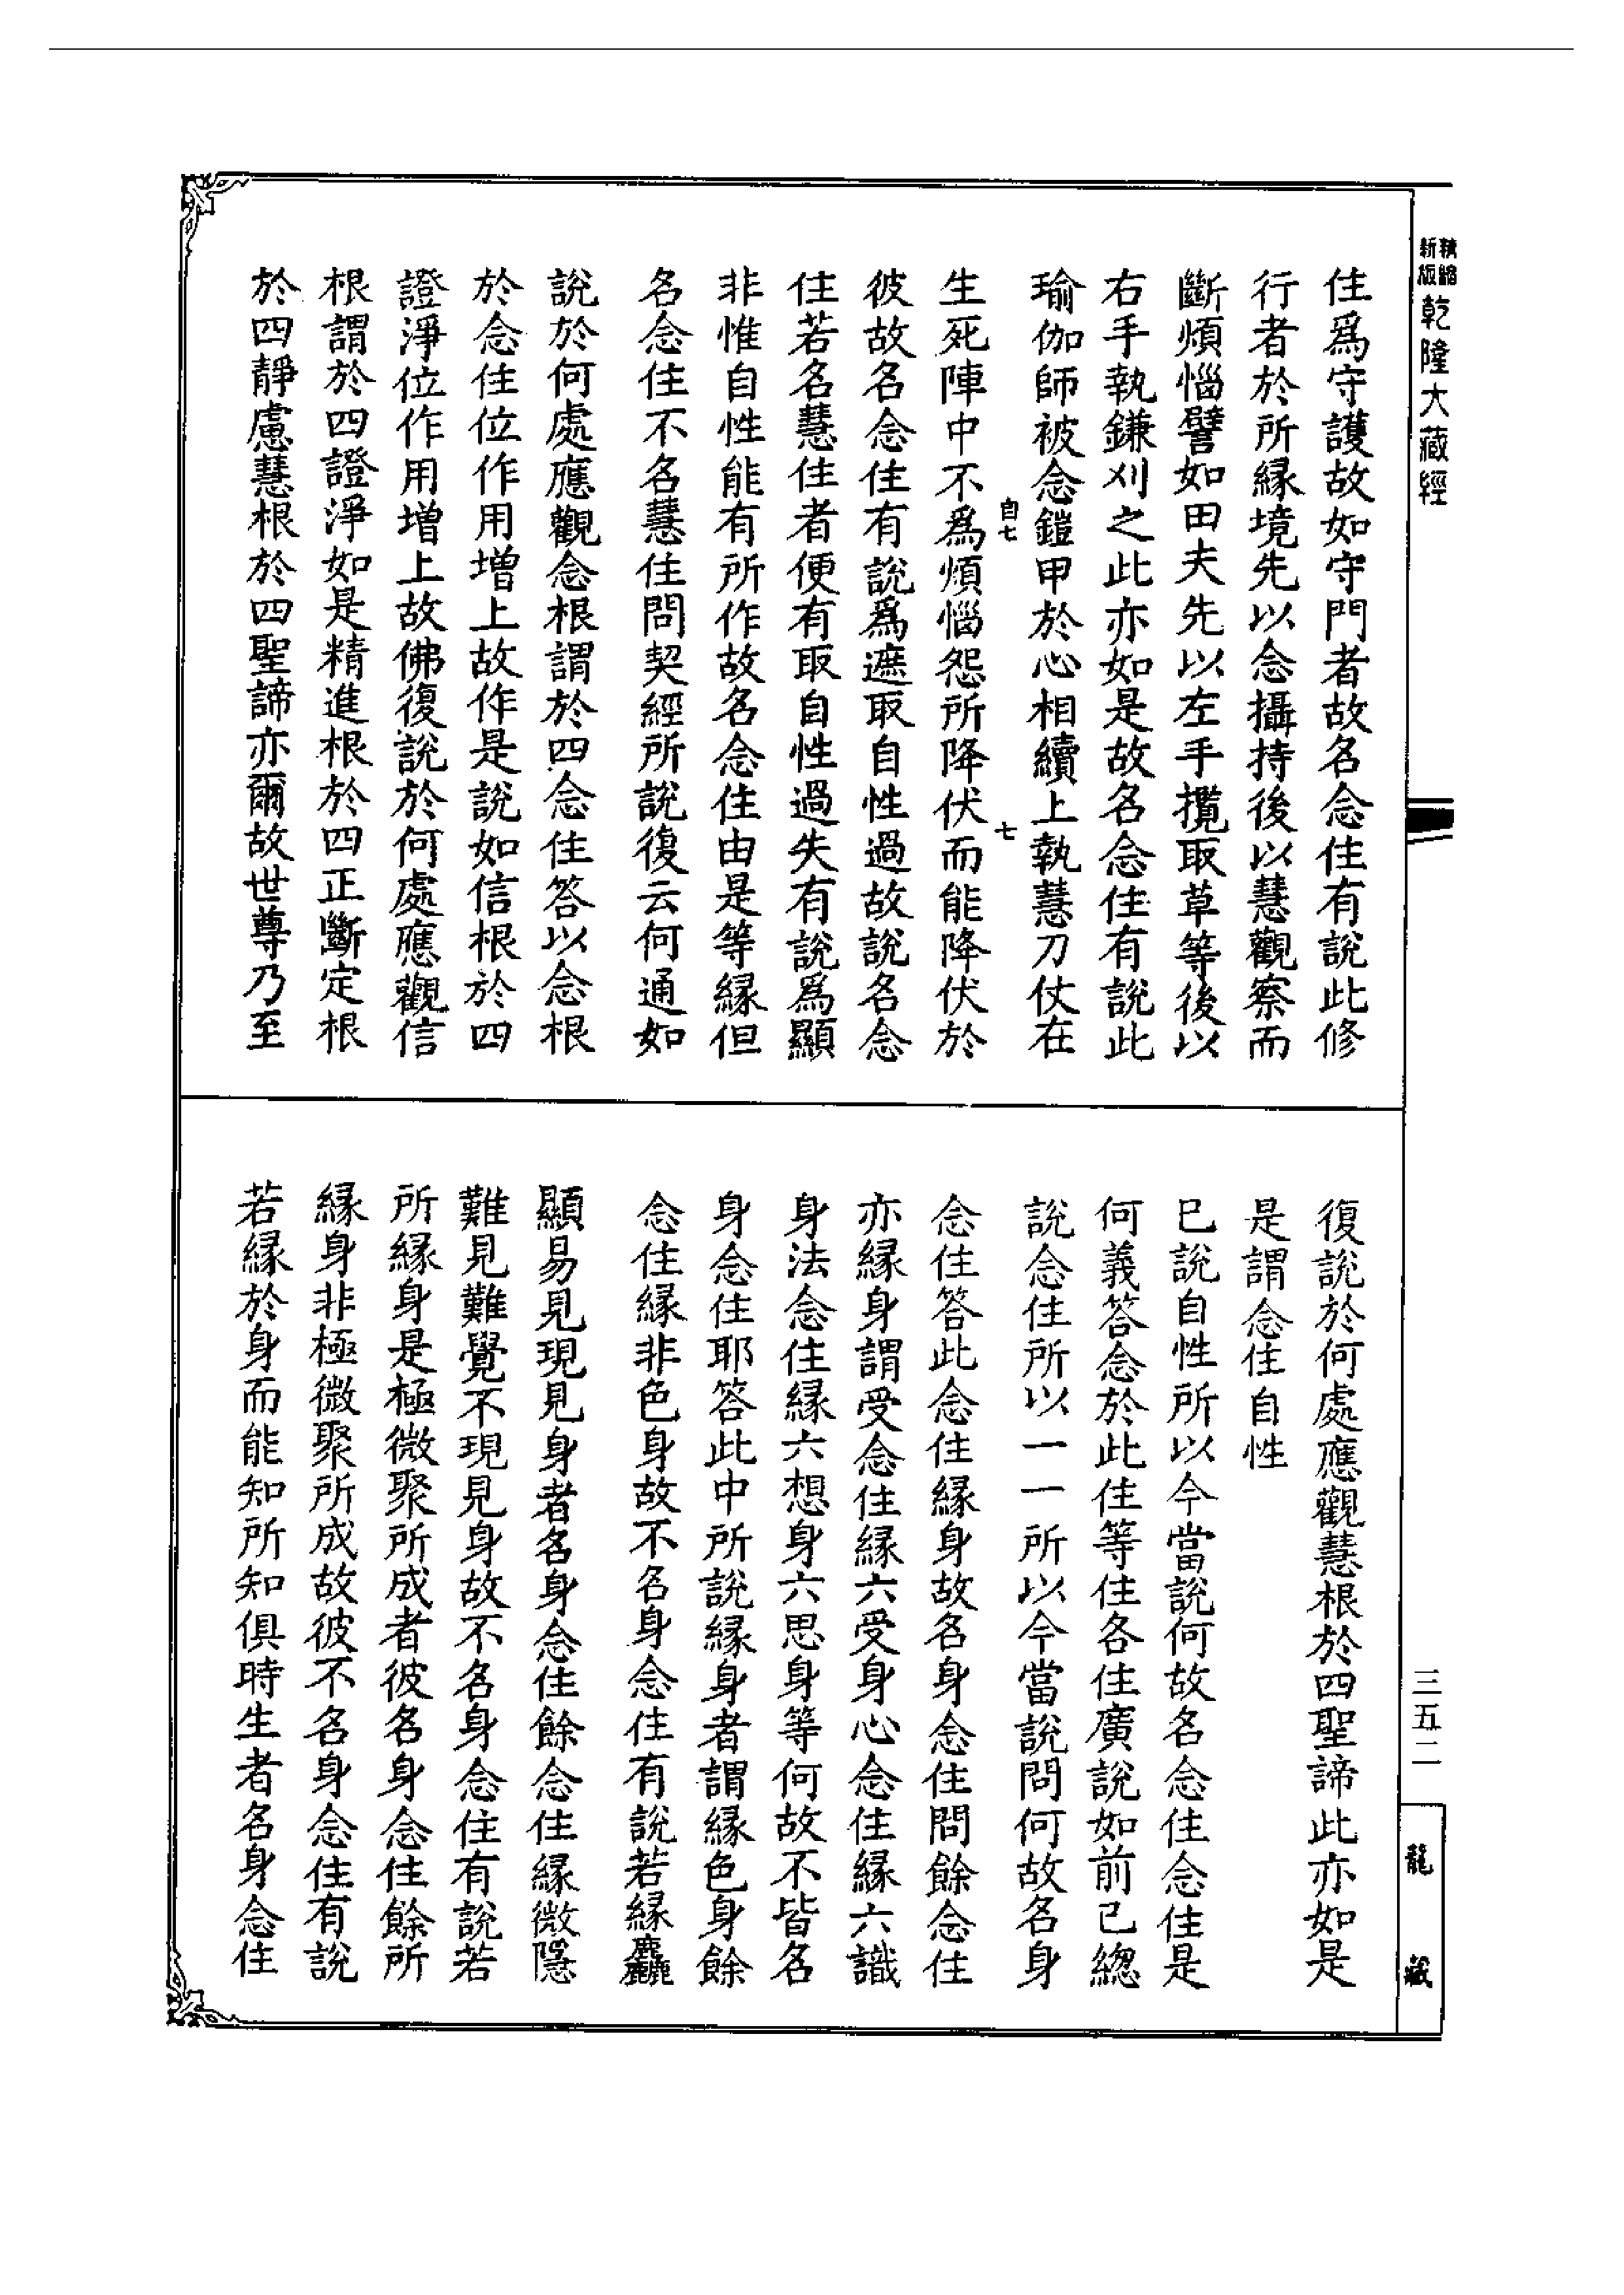 新版
乾隆大藏經
住爲守護故如守門者故名念住有說此修
行者於所緣境先以念攝持後以慧觀察而
斷煩惱譬如田夫先以左手攬取草等後以
右手執鎌刈之此亦如是故名念住有說此
瑜伽師被念鎧甲於心相續上執慧刀仗在
自七
七
生死陣中不爲煩惱怨所降伏而能降伏於
彼故名念住有說爲遮取自性過故說名念
住若名慧住者便有取自性過失有說爲顯
非惟自性能有所作故名念住由是等緣但
名念住不名慧住問契經所說復云何通如
說於何處應觀念根謂於四念住答以念根
於念住位作用增上故作是說如信根於四
證淨位作用增上故佛復說於何處應觀信
根謂於四證淨如是精進根於四正斷定根
於四靜慮慧根於四聖諦亦爾故世尊乃至
復說於何處應觀慧根於四聖諦此亦如是
是謂念住自性
已說自性所以今當說何故名念住念住是
何義答念於此住等住各住廣說如前已總
說念住所以一一所以今當說問何故名身
念住答此念住緣身故名身念住問餘念住
亦緣身謂受念住緣六受身心念住緣六識
身法念住緣六想身六思身等何故不皆名
身念住耶答此中所說緣身者謂緣色身餘
念住緣非色身故不名身念住有說若緣麤
顯易見現見身者名身念住餘念住緣微隱
難見難覺不現見身故不名身念住有說若
所緣身是極微聚所成者彼名身念住餘所
緣身非極微聚所成故彼不名身念住有說
若緣於身而能知所知俱時生者名身念住
三五二
龍藏